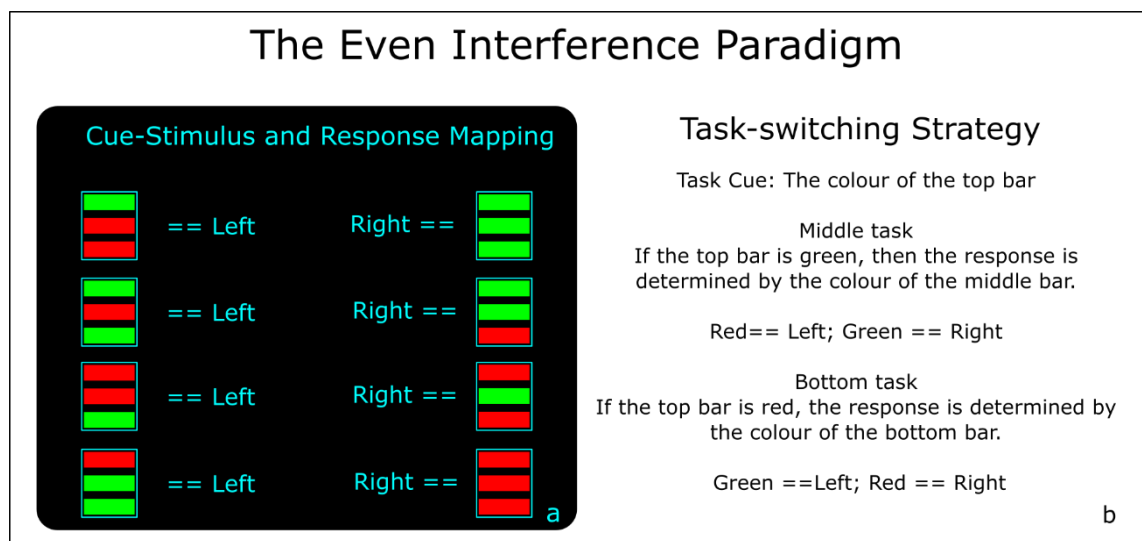 The Even Interference Paradigm
Cue-Stimulus and Response Mapping
== Left
Right ==
== Left
Right ==
== Left
Right ==
== Left
Right ==
a
Task-switching Strategy
Task Cue: The colour of the top bar
Middle task
If the top bar is green, then the response is
determined by the colour of the middle bar.
Red== Left; Green == Right
Bottom task
If the top bar is red, the response is determined by
the colour of the bottom bar.
Green ==Left; Red == Right
b